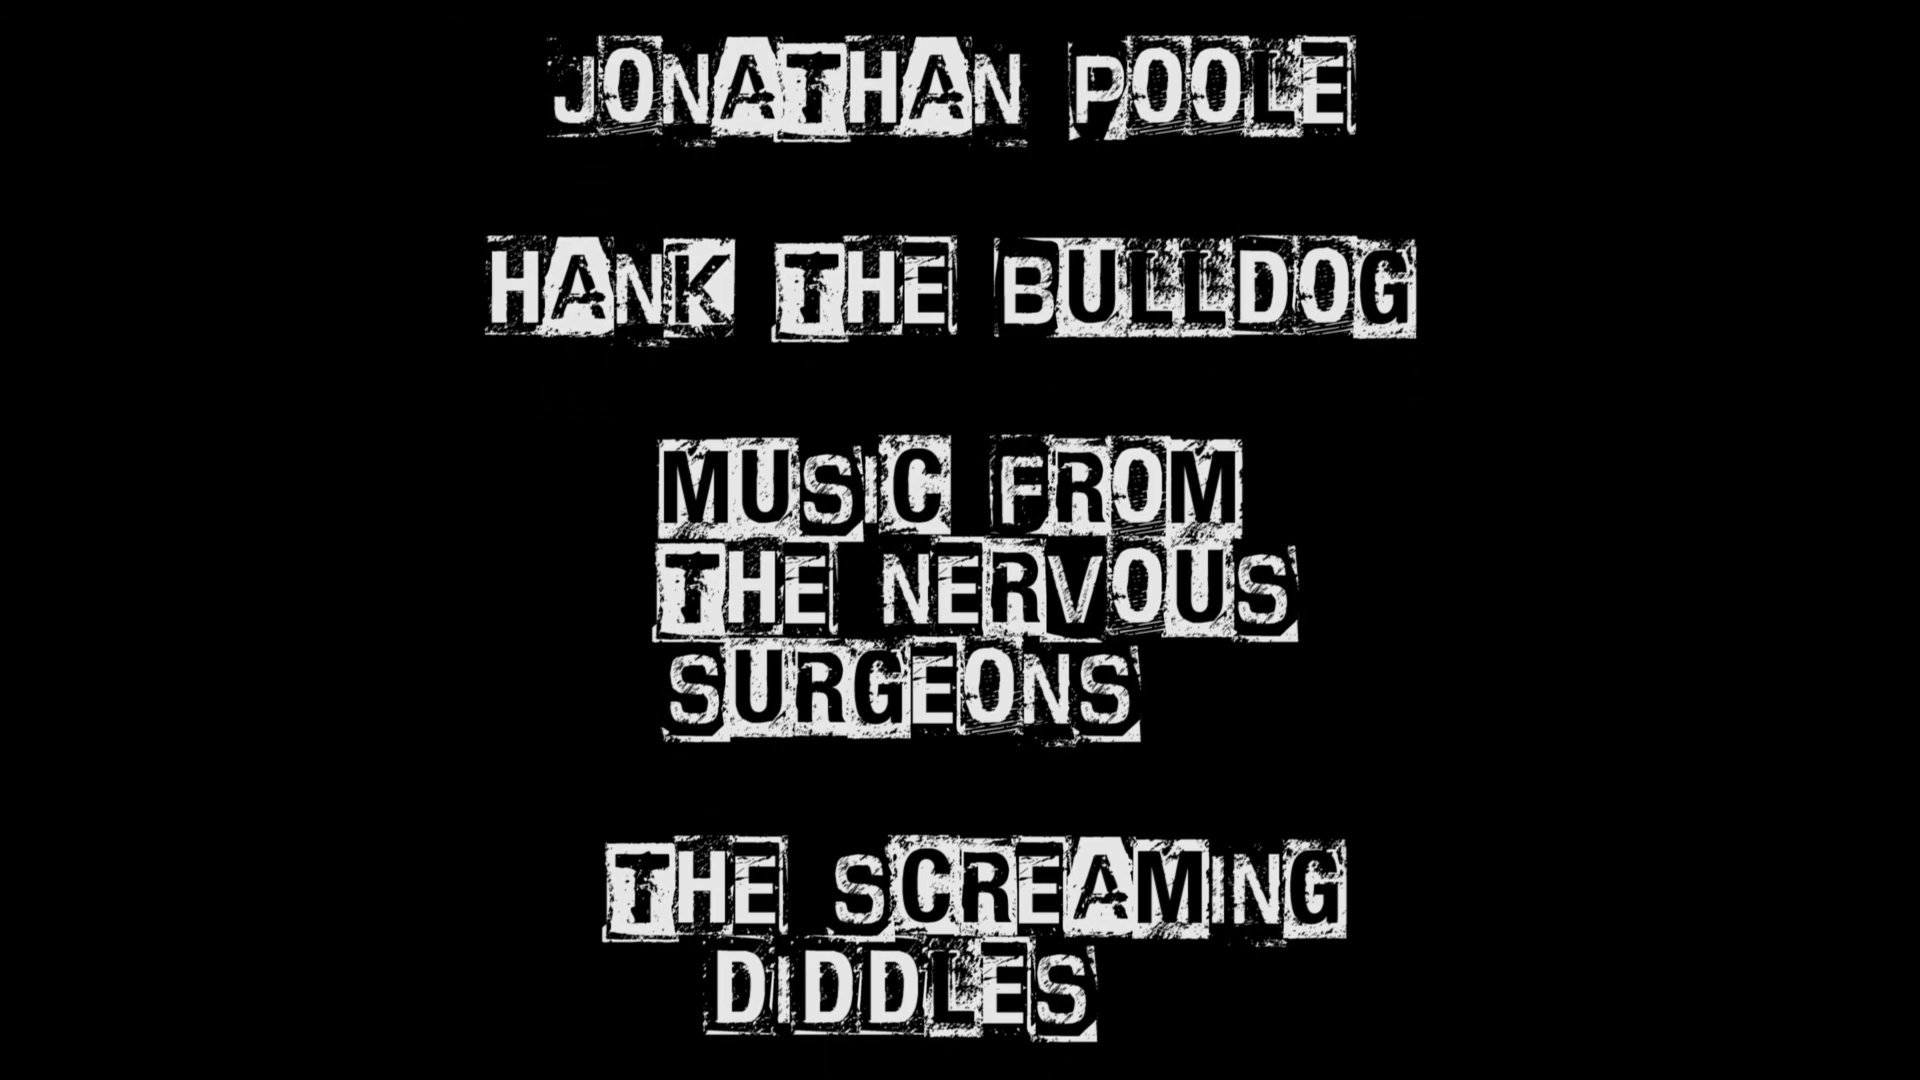 JONATHAN POOLE
HANK THE BULLDOG
MUSIC FROM
THE NERVOUS
SURGEONS
THE SCREAMING
DIDDLES